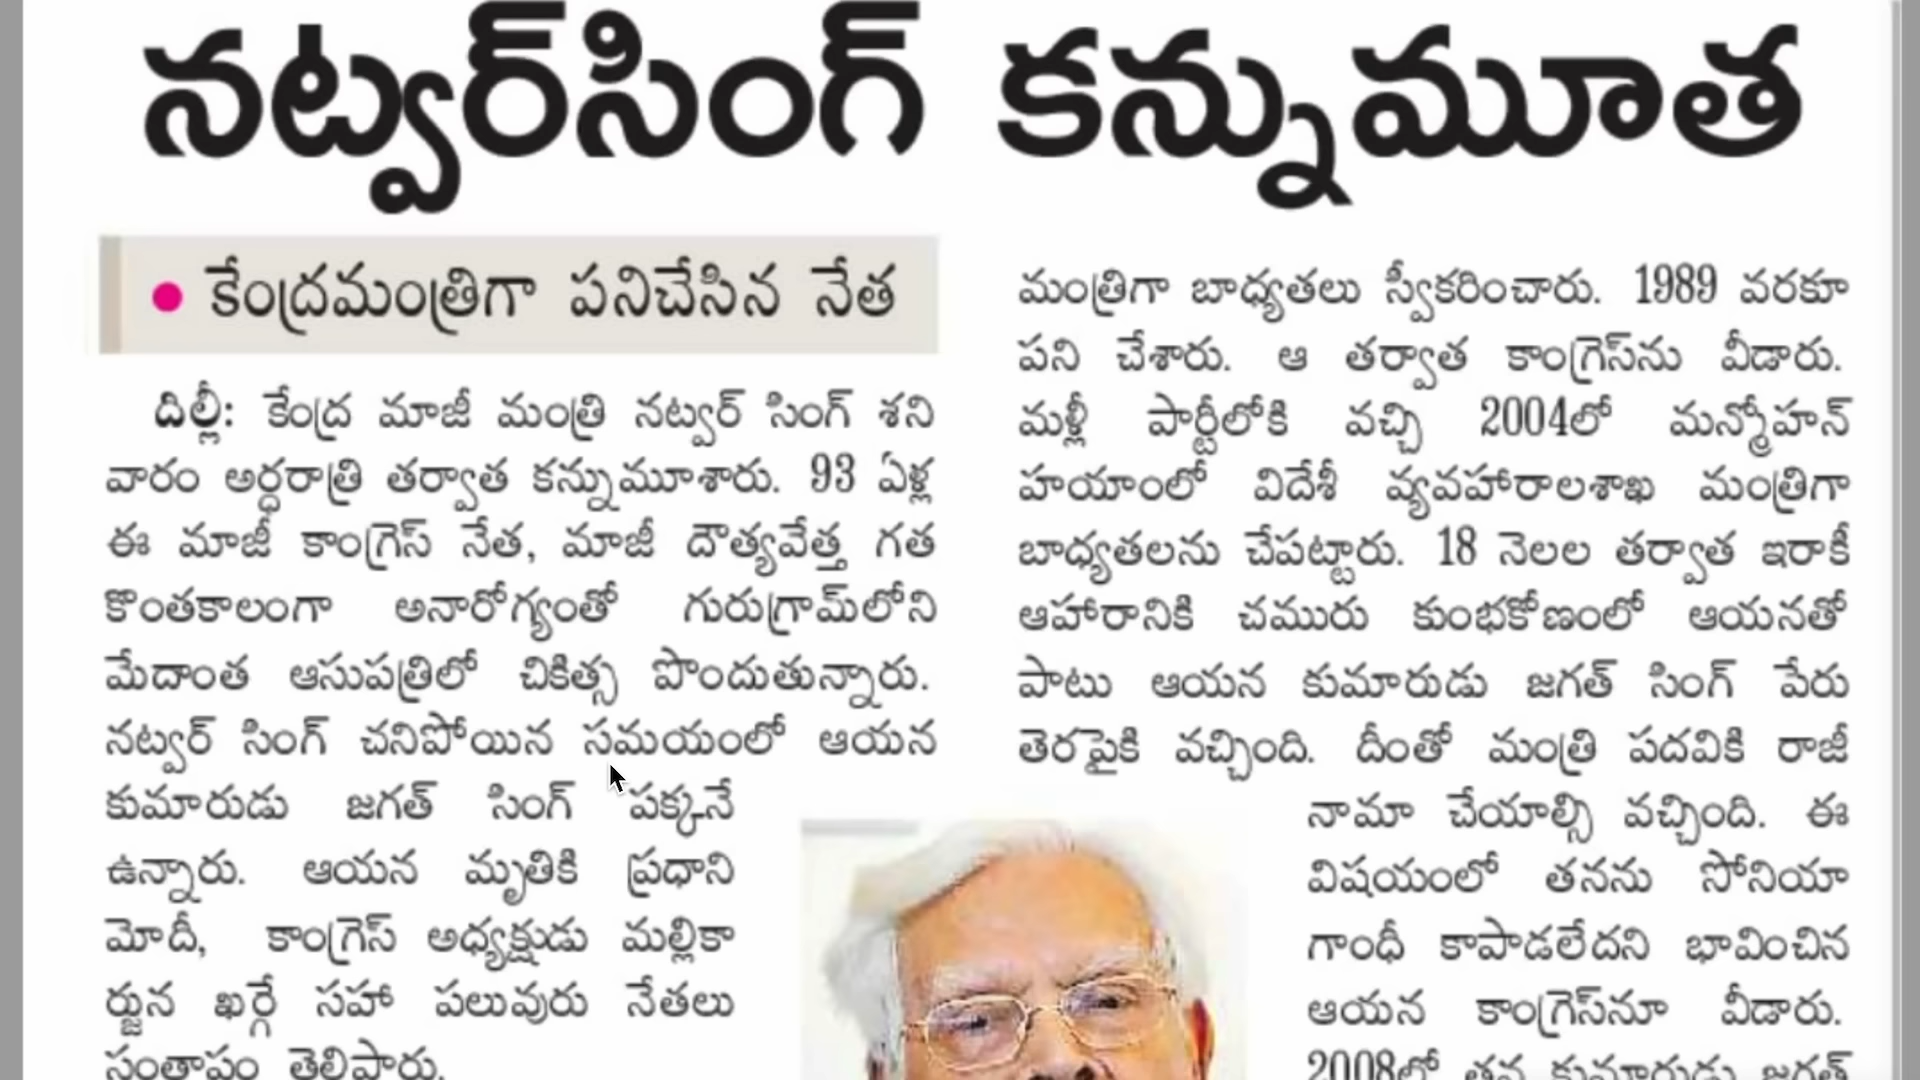 నట్వర్‌సింగ్ కన్నుమూత
• కేంద్రమంత్రిగా పనిచేసిన నేత
దిల్లీ: కేంద్ర మాజీ మంత్రి నట్వర్ సింగ్ శని
వారం అర్ధరాత్రి తర్వాత కన్నుమూశారు. 93 ఏళ్ల
ఈ మాజీ కాంగ్రెస్ నేత, మాజీ దౌత్యవేత్త గత
కొంతకాలంగా అనారోగ్యంతో గురుగ్రామ్‌లోని
మేదాంత ఆసుపత్రిలో చికిత్స పొందుతున్నారు.
నట్వర్ సింగ్ చనిపోయిన సమయంలో ఆయన
కుమారుడు జగత్ సింగ్ పక్కనే
ఉన్నారు. ఆయన మృతికి ప్రధాని
మోదీ, కాంగ్రెస్ అధ్యక్షుడు మల్లికా
ర్జున ఖర్గే సహా పలువురు నేతలు
సంతాపం తెలిపారు.
మంత్రిగా బాధ్యతలు స్వీకరించారు. 1989 వరకూ
పని చేశారు. ఆ తర్వాత కాంగ్రెస్‌ను వీడారు.
మళ్లీ పార్టీలోకి వచ్చి 2004లో మన్మోహన్
హయాంలో విదేశీ వ్యవహారాలశాఖ మంత్రిగా
బాధ్యతలను చేపట్టారు. 18 నెలల తర్వాత ఇరాకీ
ఆహారానికి చమురు కుంభకోణంలో ఆయనతో
పాటు ఆయన కుమారుడు జగత్ సింగ్ పేరు
తెరపైకి వచ్చింది. దీంతో మంత్రి పదవికి రాజీ
నామా చేయాల్సి వచ్చింది. ఈ
విషయంలో తనను సోనియా
గాంధీ కాపాడలేదని భావించిన
ఆయన కాంగ్రెస్‌నూ వీడారు.
2008లో తన కుమారుడు జగత్